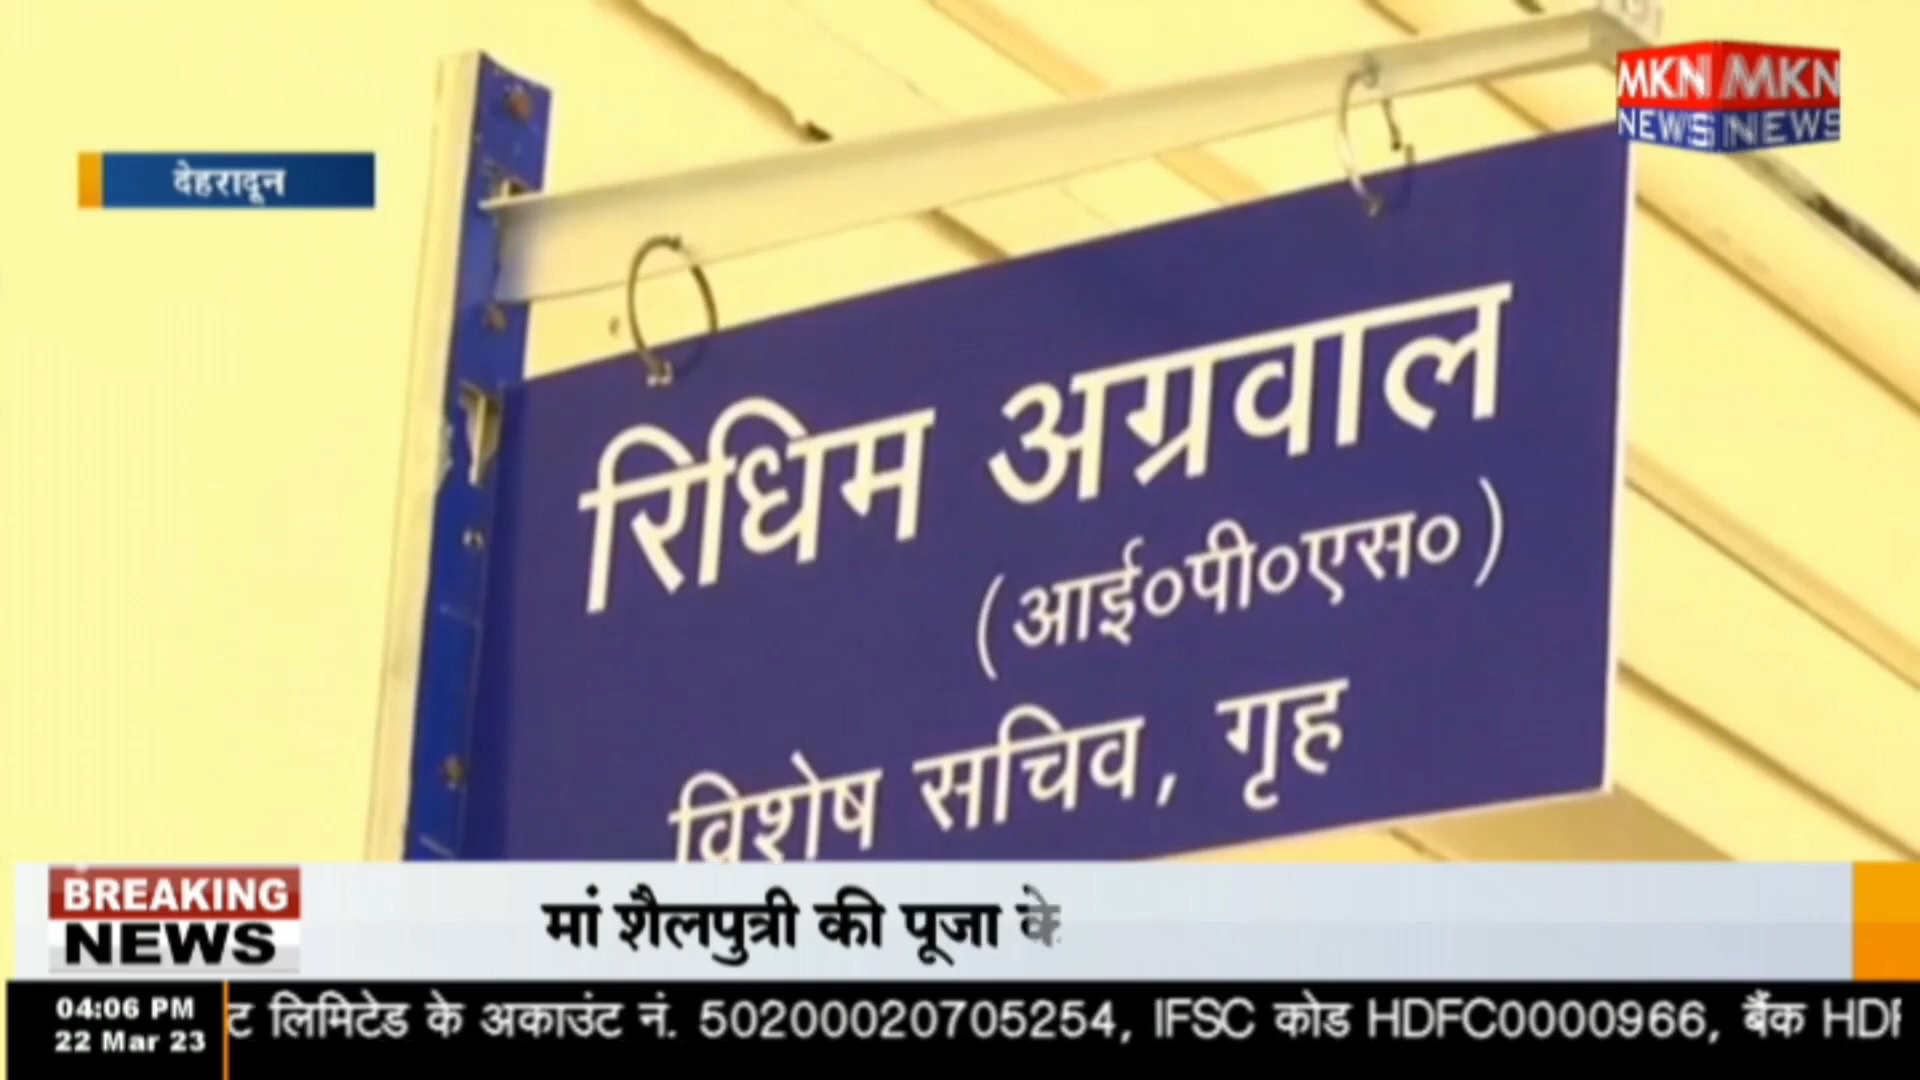 MKN MKN
NEWS NEWS
देहरादून
रिधिम अग्रवाल
(आई०पी०एस०)
विशेष सचिव, गृह
BREAKING
NEWS
मां शैलपुत्री की पूजा के
04:06 PM
22 Mar 23
ट लिमिटेड के अकाउंट नं. 50200020705254, IFSC कोड HDFC0000966, बैंक HDF